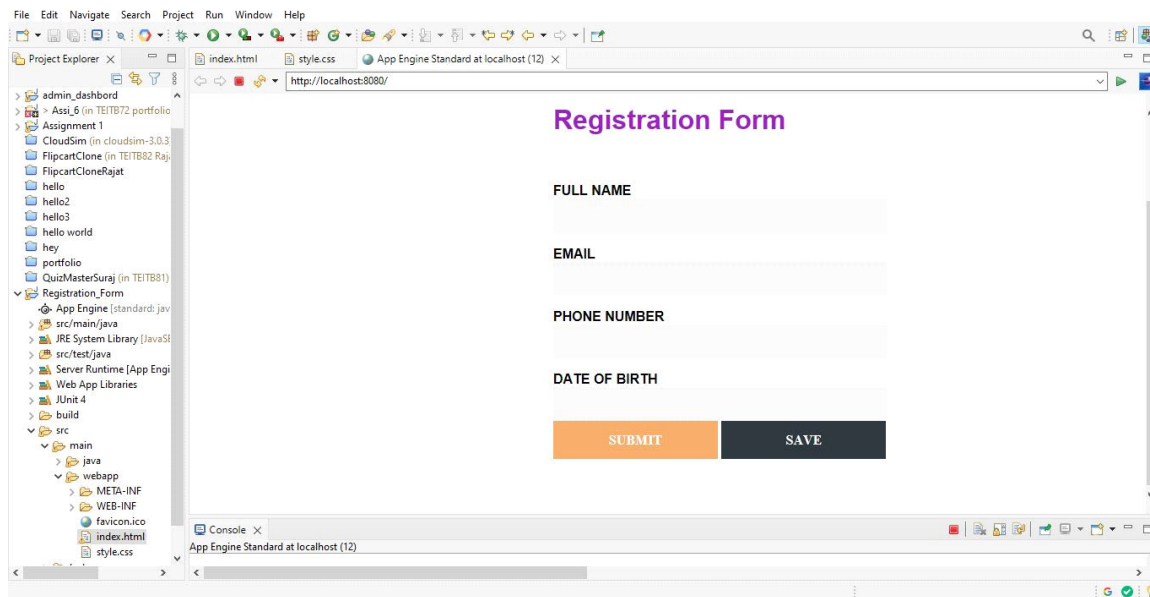 File Edit Navigate Search Project Run Window Help
Project Explorer
index.html
style.css
App Engine Standard at localhost (12)
http://localhost:8080/
admin_dashbord
> Assi_6 (in TEITB72 portfolio
Assignment 1
CloudSim (in cloudsim-3.0.3
FlipcartClone (in TEITB82 Raj
FlipcartCloneRajat
hello
hello2
hello3
hello world
hey
portfolio
QuizMasterSuraj (in TEITB81)
Registration_Form
App Engine [standard: jav
src/main/java
JRE System Library [JavaSE
src/test/java
Server Runtime [App Engi
Web App Libraries
JUnit 4
build
src
main
java
webapp
META-INF
WEB-INF
favicon.ico
index.html
style.css
Registration Form
FULL NAME
EMAIL
PHONE NUMBER
DATE OF BIRTH
SUBMIT SAVE
Console
App Engine Standard at localhost (12)